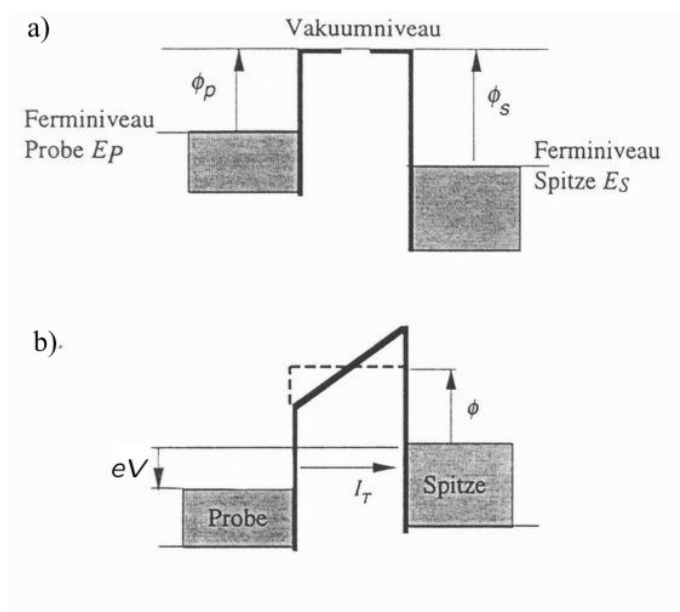 a)
Vakuumniveau
ϕp
ϕs
Ferminiveau
Probe EP
Ferminiveau
Spitze ES
b).
ϕ
eV
IT
Probe
Spitze